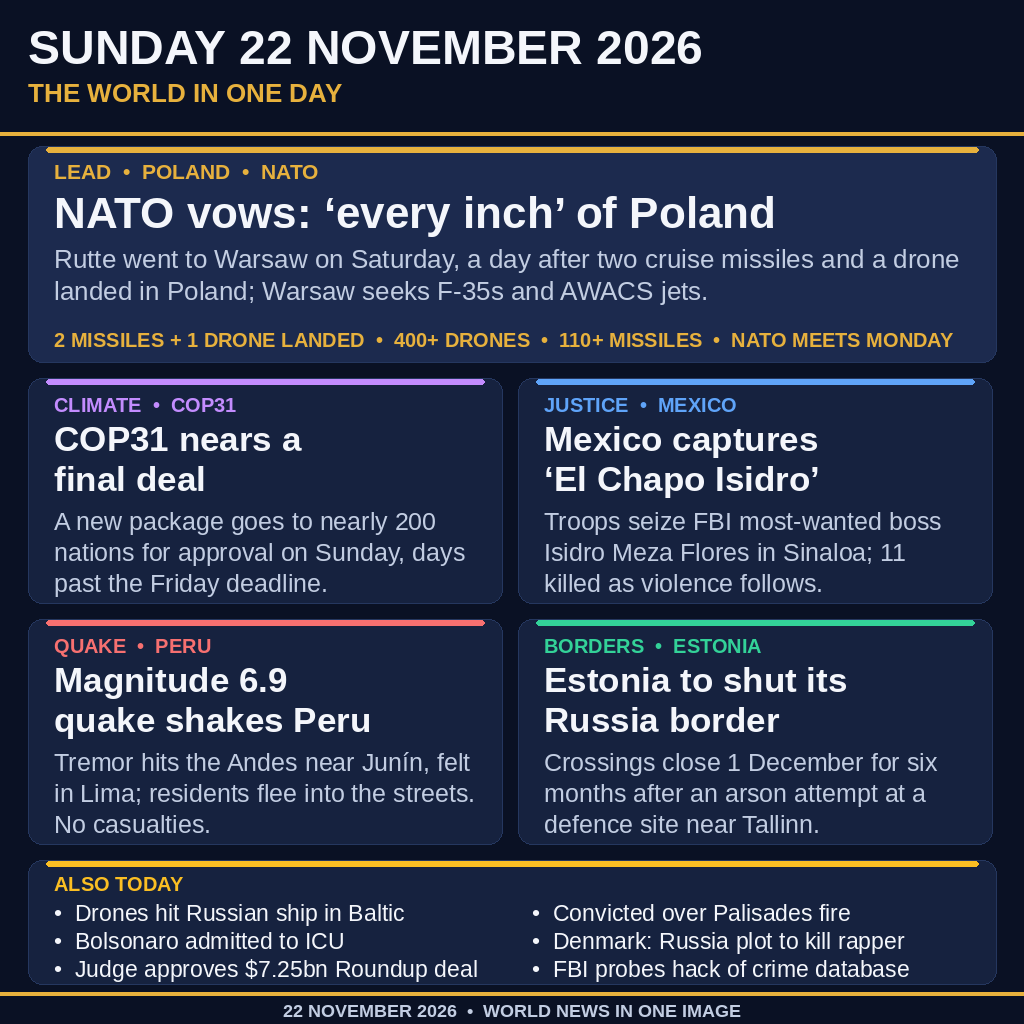 SUNDAY 22 NOVEMBER 2026
THE WORLD IN ONE DAY
LEAD • POLAND • NATO
NATO vows: ‘every inch’ of Poland
Rutte went to Warsaw on Saturday, a day after two cruise missiles and a drone
landed in Poland; Warsaw seeks F-35s and AWACS jets.
2 MISSILES + 1 DRONE LANDED • 400+ DRONES • 110+ MISSILES • NATO MEETS MONDAY
CLIMATE • COP31
COP31 nears a
final deal
A new package goes to nearly 200
nations for approval on Sunday, days
past the Friday deadline.
JUSTICE • MEXICO
Mexico captures
‘El Chapo Isidro’
Troops seize FBI most-wanted boss
Isidro Meza Flores in Sinaloa; 11
killed as violence follows.
QUAKE • PERU
Magnitude 6.9
quake shakes Peru
Tremor hits the Andes near Junín, felt
in Lima; residents flee into the streets.
No casualties.
BORDERS • ESTONIA
Estonia to shut its
Russia border
Crossings close 1 December for six
months after an arson attempt at a
defence site near Tallinn.
ALSO TODAY
• Drones hit Russian ship in Baltic
• Bolsonaro admitted to ICU
• Judge approves $7.25bn Roundup deal
• Convicted over Palisades fire
• Denmark: Russia plot to kill rapper
• FBI probes hack of crime database
22 NOVEMBER 2026 • WORLD NEWS IN ONE IMAGE